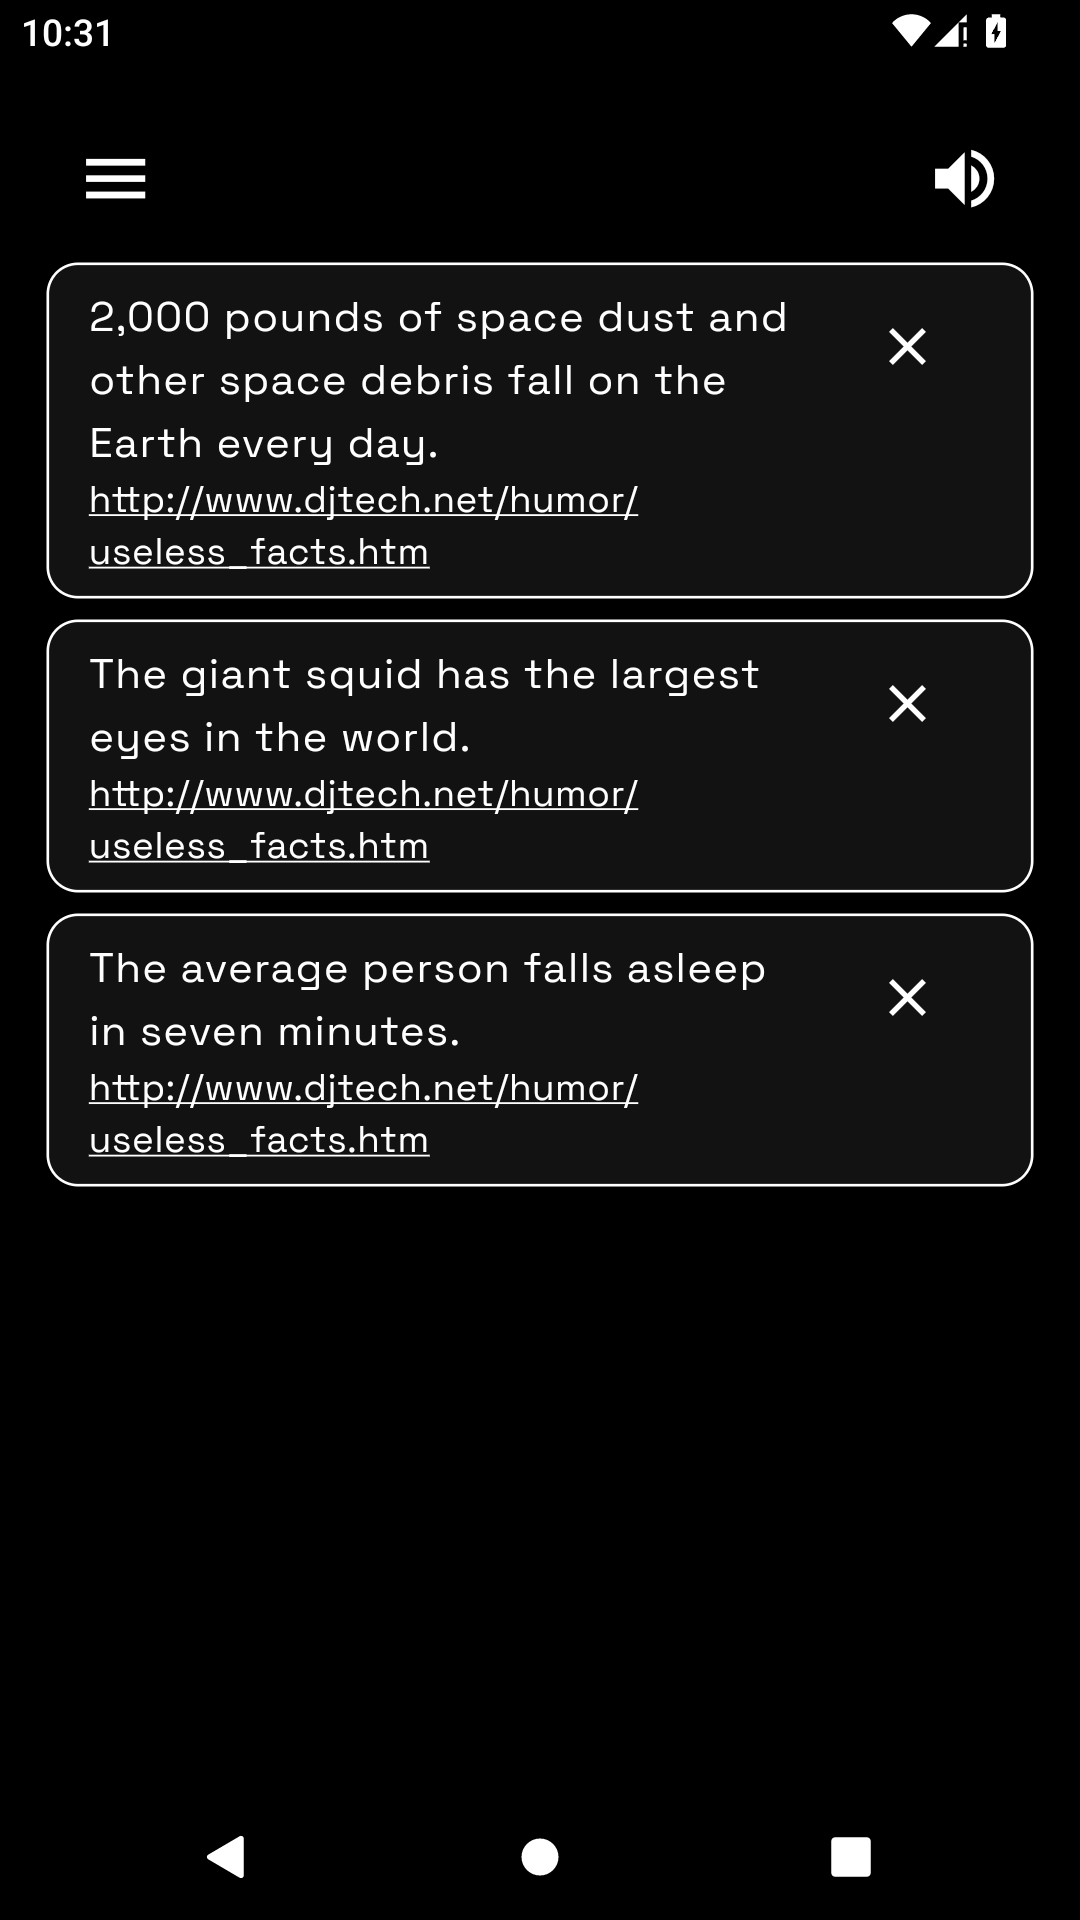 10:31
2,000 pounds of space dust and
other space debris fall on the
Earth every day.
http://www.djtech.net/humor/
useless_facts.htm
The giant squid has the largest
eyes in the world.
http://www.djtech.net/humor/
useless_facts.htm
The average person falls asleep
in seven minutes.
http://www.djtech.net/humor/
useless_facts.htm